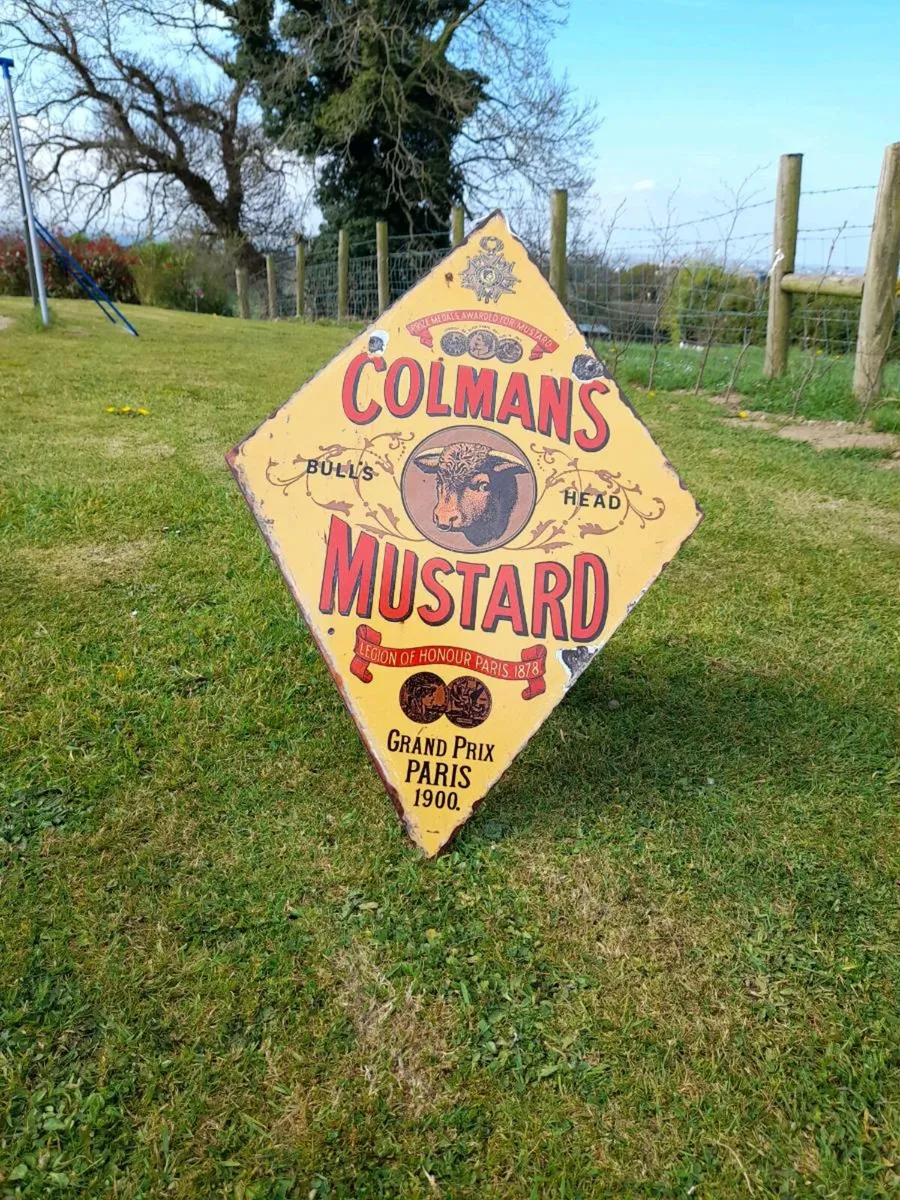 PRIZE MEDALS AWARDED FOR MUSTARD
COLMANS
BULL'S HEAD
MUSTARD
LEGION OF HONOUR PARIS 1878
GRAND PRIX
PARIS
1900.